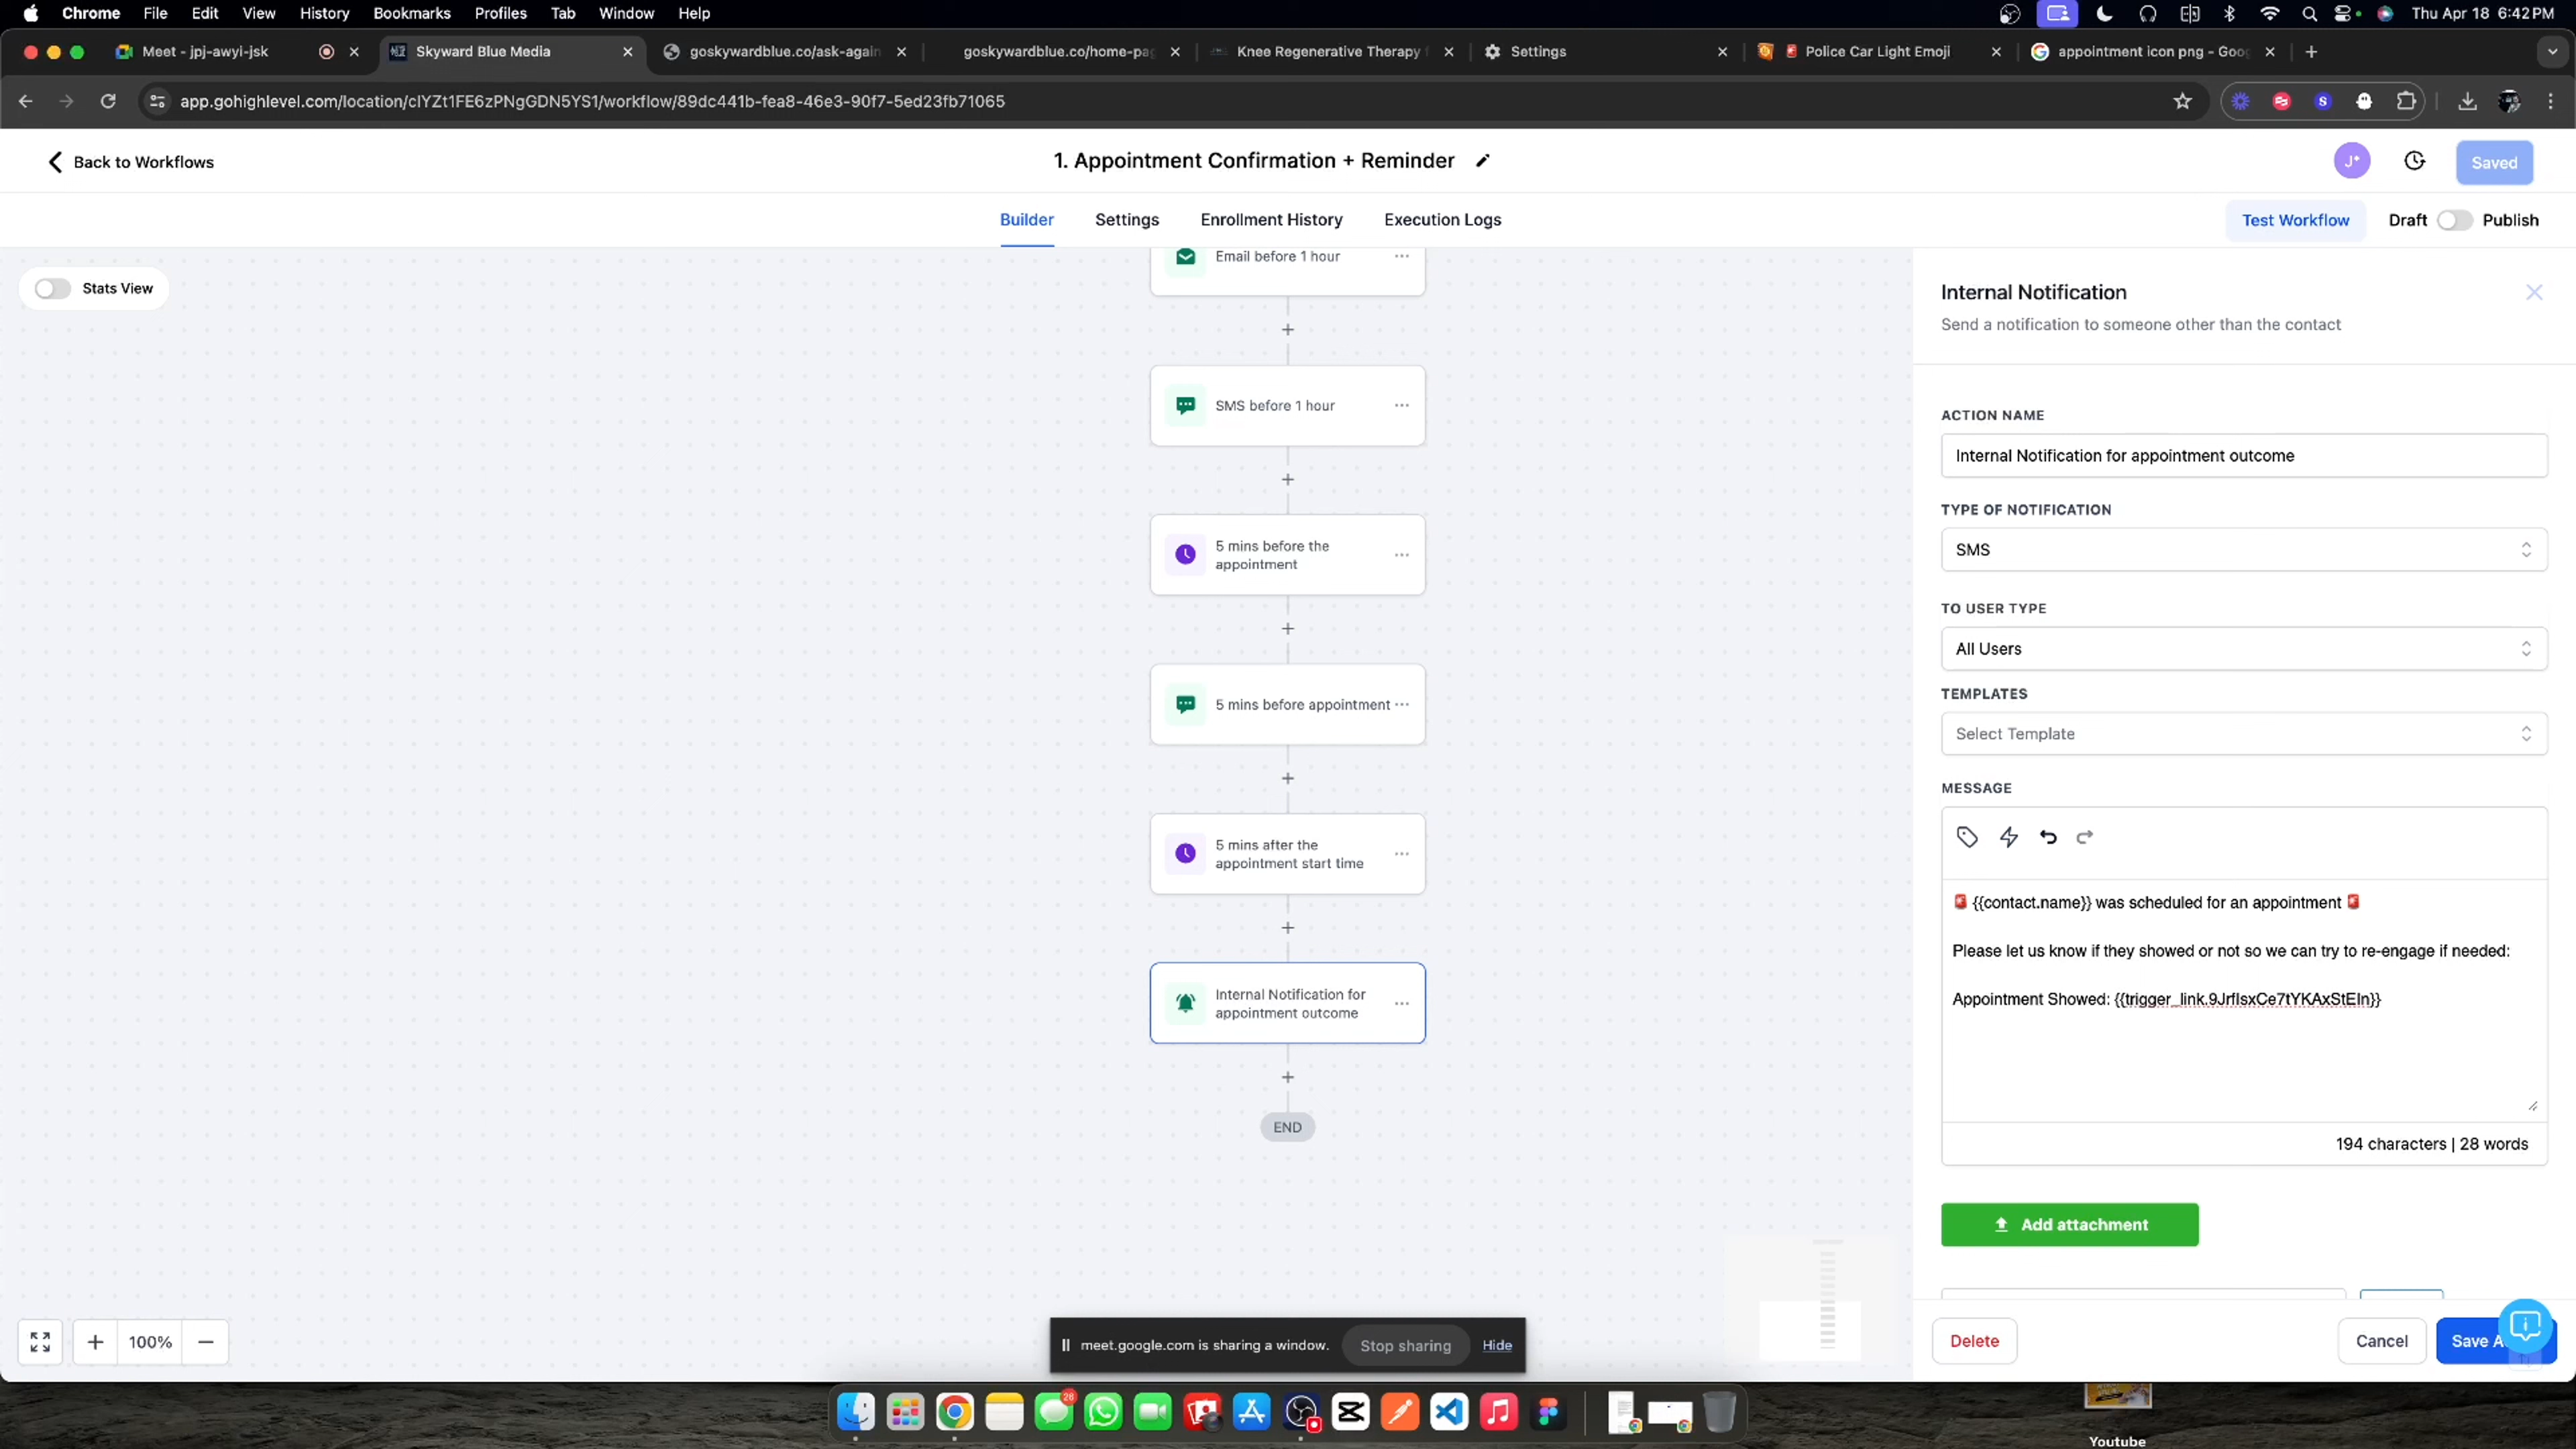 Chrome File Edit View History Bookmarks Profiles Tab Window Help Thu Apr 18 6:42 PM
Meet - jpj-awyi-jsk Skyward Blue Media goskywardblue.co/ask-again goskywardblue.co/home-pag Knee Regenerative Therapy Settings 🚨 Police Car Light Emoji appointment icon png - Goog
app.gohighlevel.com/location/cIYZt1FE6zPNgGDN5YS1/workflow/89dc441b-fea8-46e3-90f7-5ed23fb71065
Back to Workflows
1. Appointment Confirmation + Reminder
J*
Saved
Builder Settings Enrollment History Execution Logs
Test Workflow
Draft Publish
Stats View
Email before 1 hour
SMS before 1 hour
5 mins before the
appointment
5 mins before appointment
5 mins after the
appointment start time
Internal Notification for
appointment outcome
END
Internal Notification
Send a notification to someone other than the contact
ACTION NAME
Internal Notification for appointment outcome
TYPE OF NOTIFICATION
SMS
TO USER TYPE
All Users
TEMPLATES
Select Template
MESSAGE
🚨 {{contact.name}} was scheduled for an appointment 🚨
Please let us know if they showed or not so we can try to re-engage if needed:
Appointment Showed: {{trigger_link.9JrfIsxCe7tYKAxStEIn}}
194 characters | 28 words
Add attachment
Delete
Cancel
Save A
100%
meet.google.com is sharing a window. Stop sharing Hide
28
Youtube